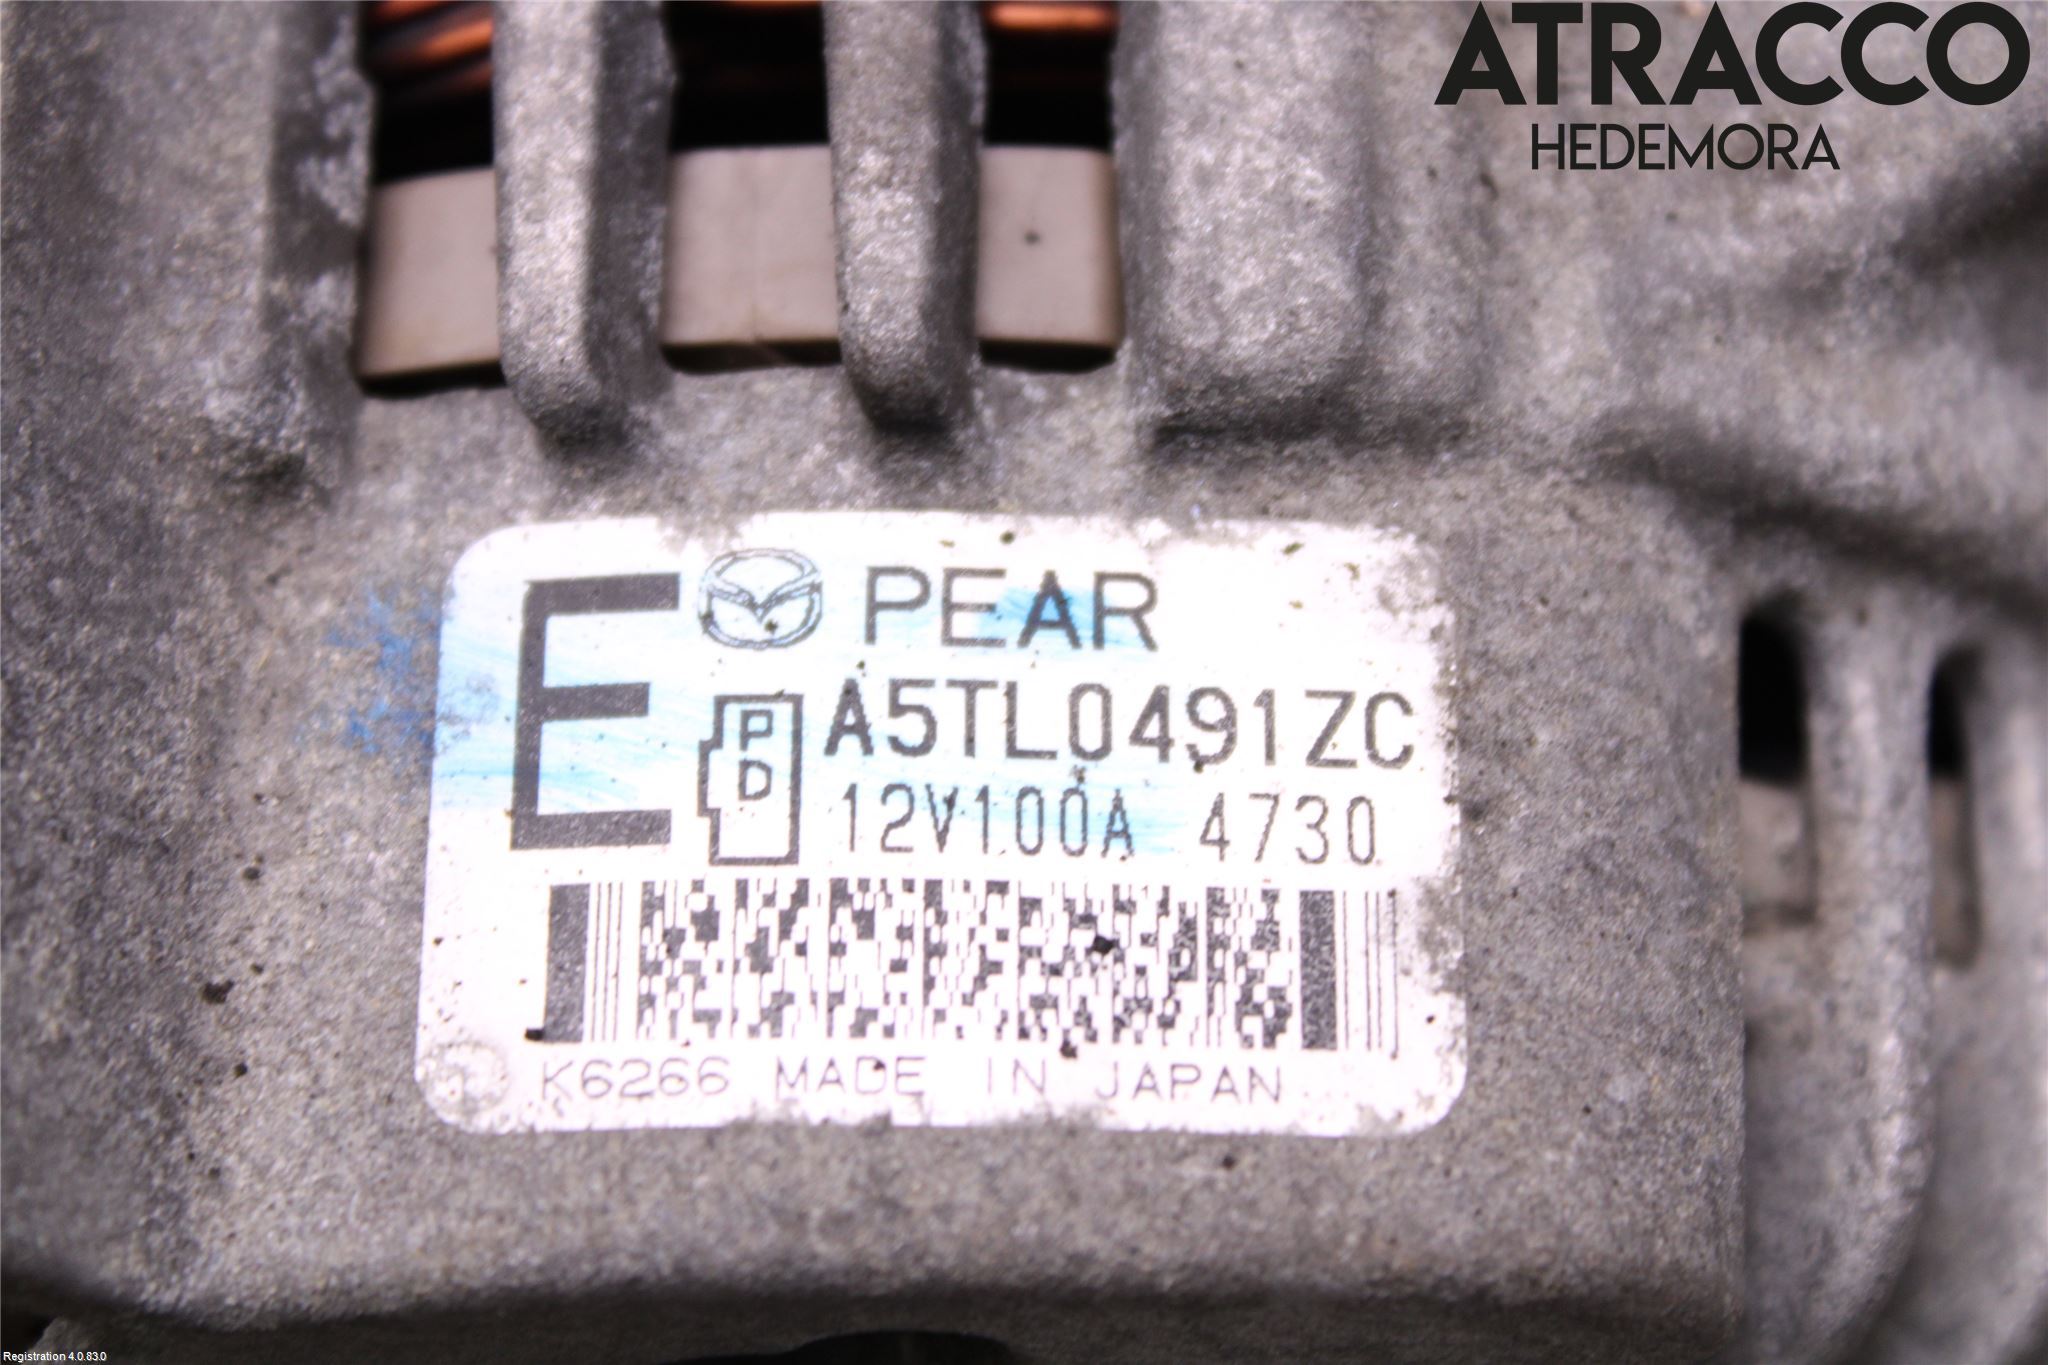 ATRACCO
HEDEMORA
E
PEAR
P
D
A5TL0491ZC
12V100A 4730
K6266 MADE IN JAPAN
Registration 4.0.83.0